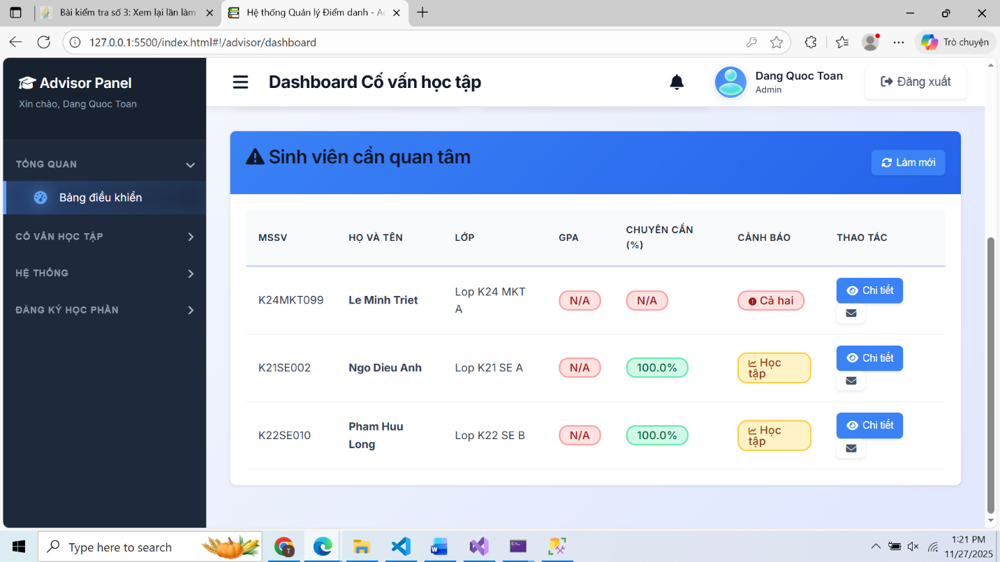 Bài kiểm tra số 3: Xem lại lần làm
Hệ thống Quản lý Điểm danh - Ac
127.0.0.1:5500/index.html#!/advisor/dashboard
Trò chuyện
Advisor Panel
Xin chào, Dang Quoc Toan
TỔNG QUAN
Bảng điều khiển
CỐ VẤN HỌC TẬP
HỆ THỐNG
ĐĂNG KÝ HỌC PHẦN
Dashboard Cố vấn học tập
Dang Quoc Toan
Admin
Đăng xuất
Sinh viên cần quan tâm
Làm mới
MSSV HỌ VÀ TÊN LỚP GPA CHUYÊN CẦN (%) CẢNH BÁO THAO TÁC
K24MKT099 Le Minh Triet Lop K24 MKT A N/A N/A Cả hai Chi tiết
K21SE002 Ngo Dieu Anh Lop K21 SE A N/A 100.0% Học tập Chi tiết
K22SE010 Pham Huu Long Lop K22 SE B N/A 100.0% Học tập Chi tiết
Type here to search
T
1:21 PM
11/27/2025